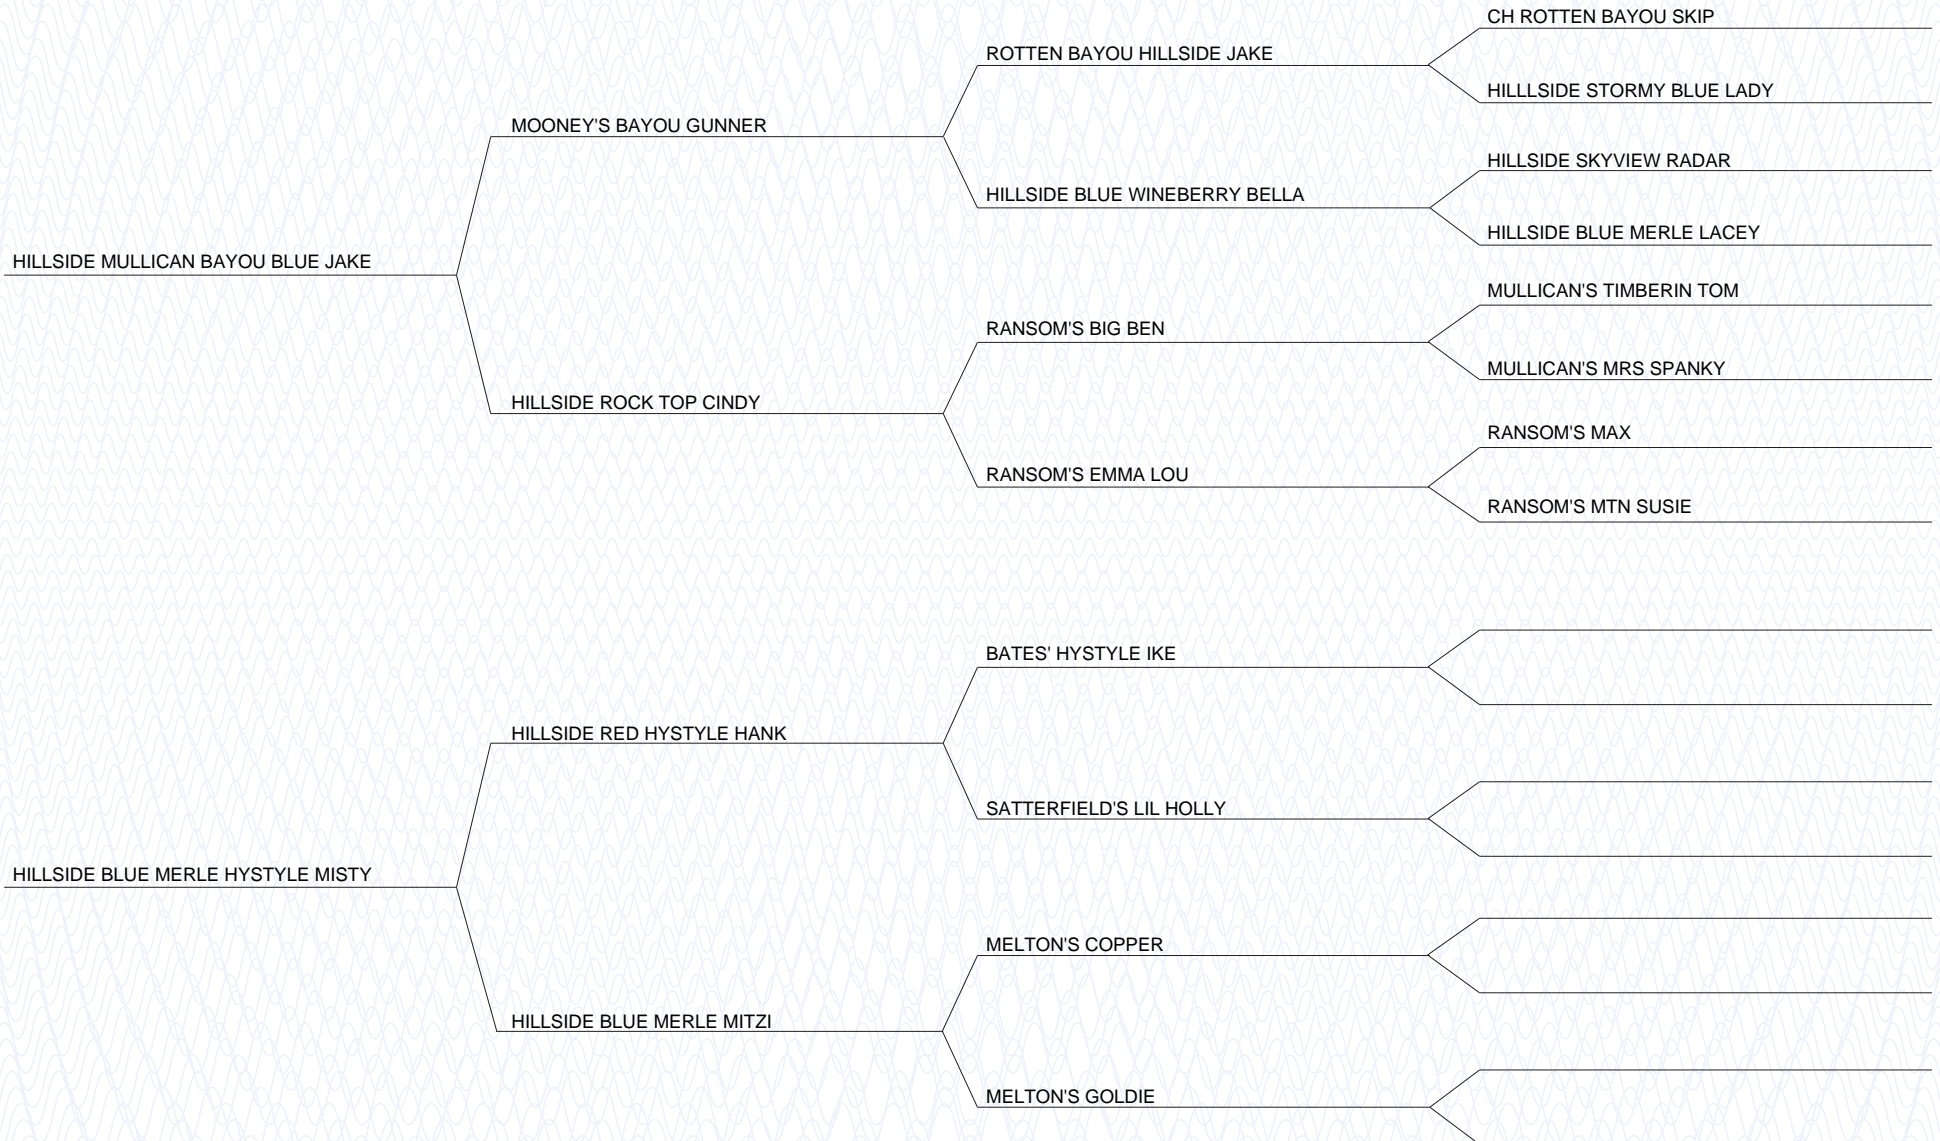 CH ROTTEN BAYOU SKIP
ROTTEN BAYOU HILLSIDE JAKE
HILLLSIDE STORMY BLUE LADY
MOONEY'S BAYOU GUNNER
HILLSIDE SKYVIEW RADAR
HILLSIDE BLUE WINEBERRY BELLA
HILLSIDE BLUE MERLE LACEY
HILLSIDE MULLICAN BAYOU BLUE JAKE
MULLICAN'S TIMBERIN TOM
RANSOM'S BIG BEN
MULLICAN'S MRS SPANKY
HILLSIDE ROCK TOP CINDY
RANSOM'S MAX
RANSOM'S EMMA LOU
RANSOM'S MTN SUSIE
BATES' HYSTYLE IKE
HILLSIDE RED HYSTYLE HANK
SATTERFIELD'S LIL HOLLY
HILLSIDE BLUE MERLE HYSTYLE MISTY
MELTON'S COPPER
HILLSIDE BLUE MERLE MITZI
MELTON'S GOLDIE